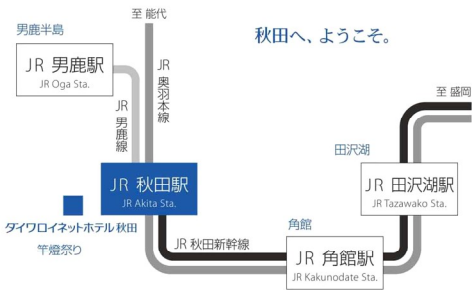 至 能代
男鹿半島
秋田へ、ようこそ。
JR 男鹿駅
JR Oga Sta.
JR 奥羽本線
JR 男鹿線
至 盛岡
田沢湖
JR 秋田駅
JR Akita Sta.
JR 田沢湖駅
JR Tazawako Sta.
ダイワロイネットホテル秋田
竿燈祭り
角館
JR 秋田新幹線
JR 角館駅
JR Kakunodate Sta.